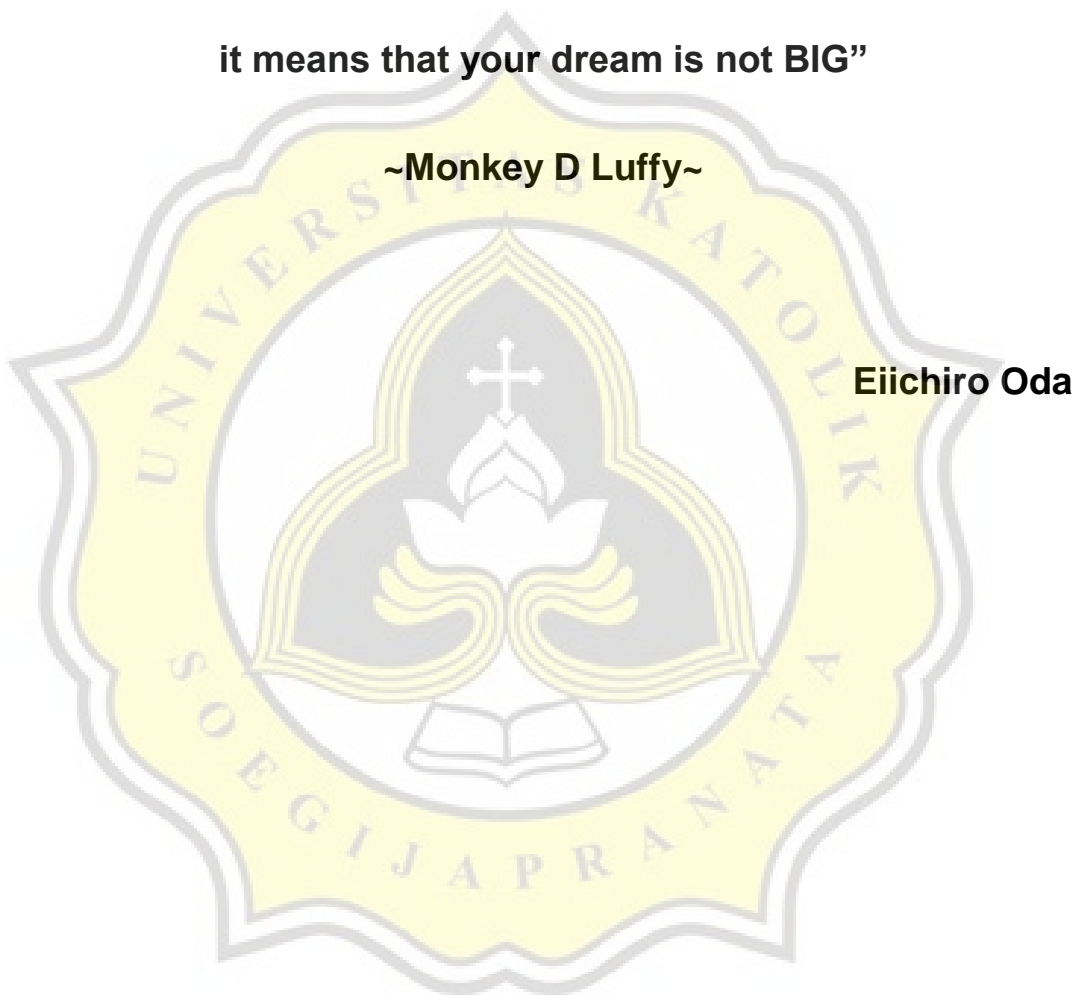 it means that your dream is not BIG”
~Monkey D Luffy~
Eiichiro Oda
UNIVERSITAS KATOLIK
SOEGIJAPRANATA